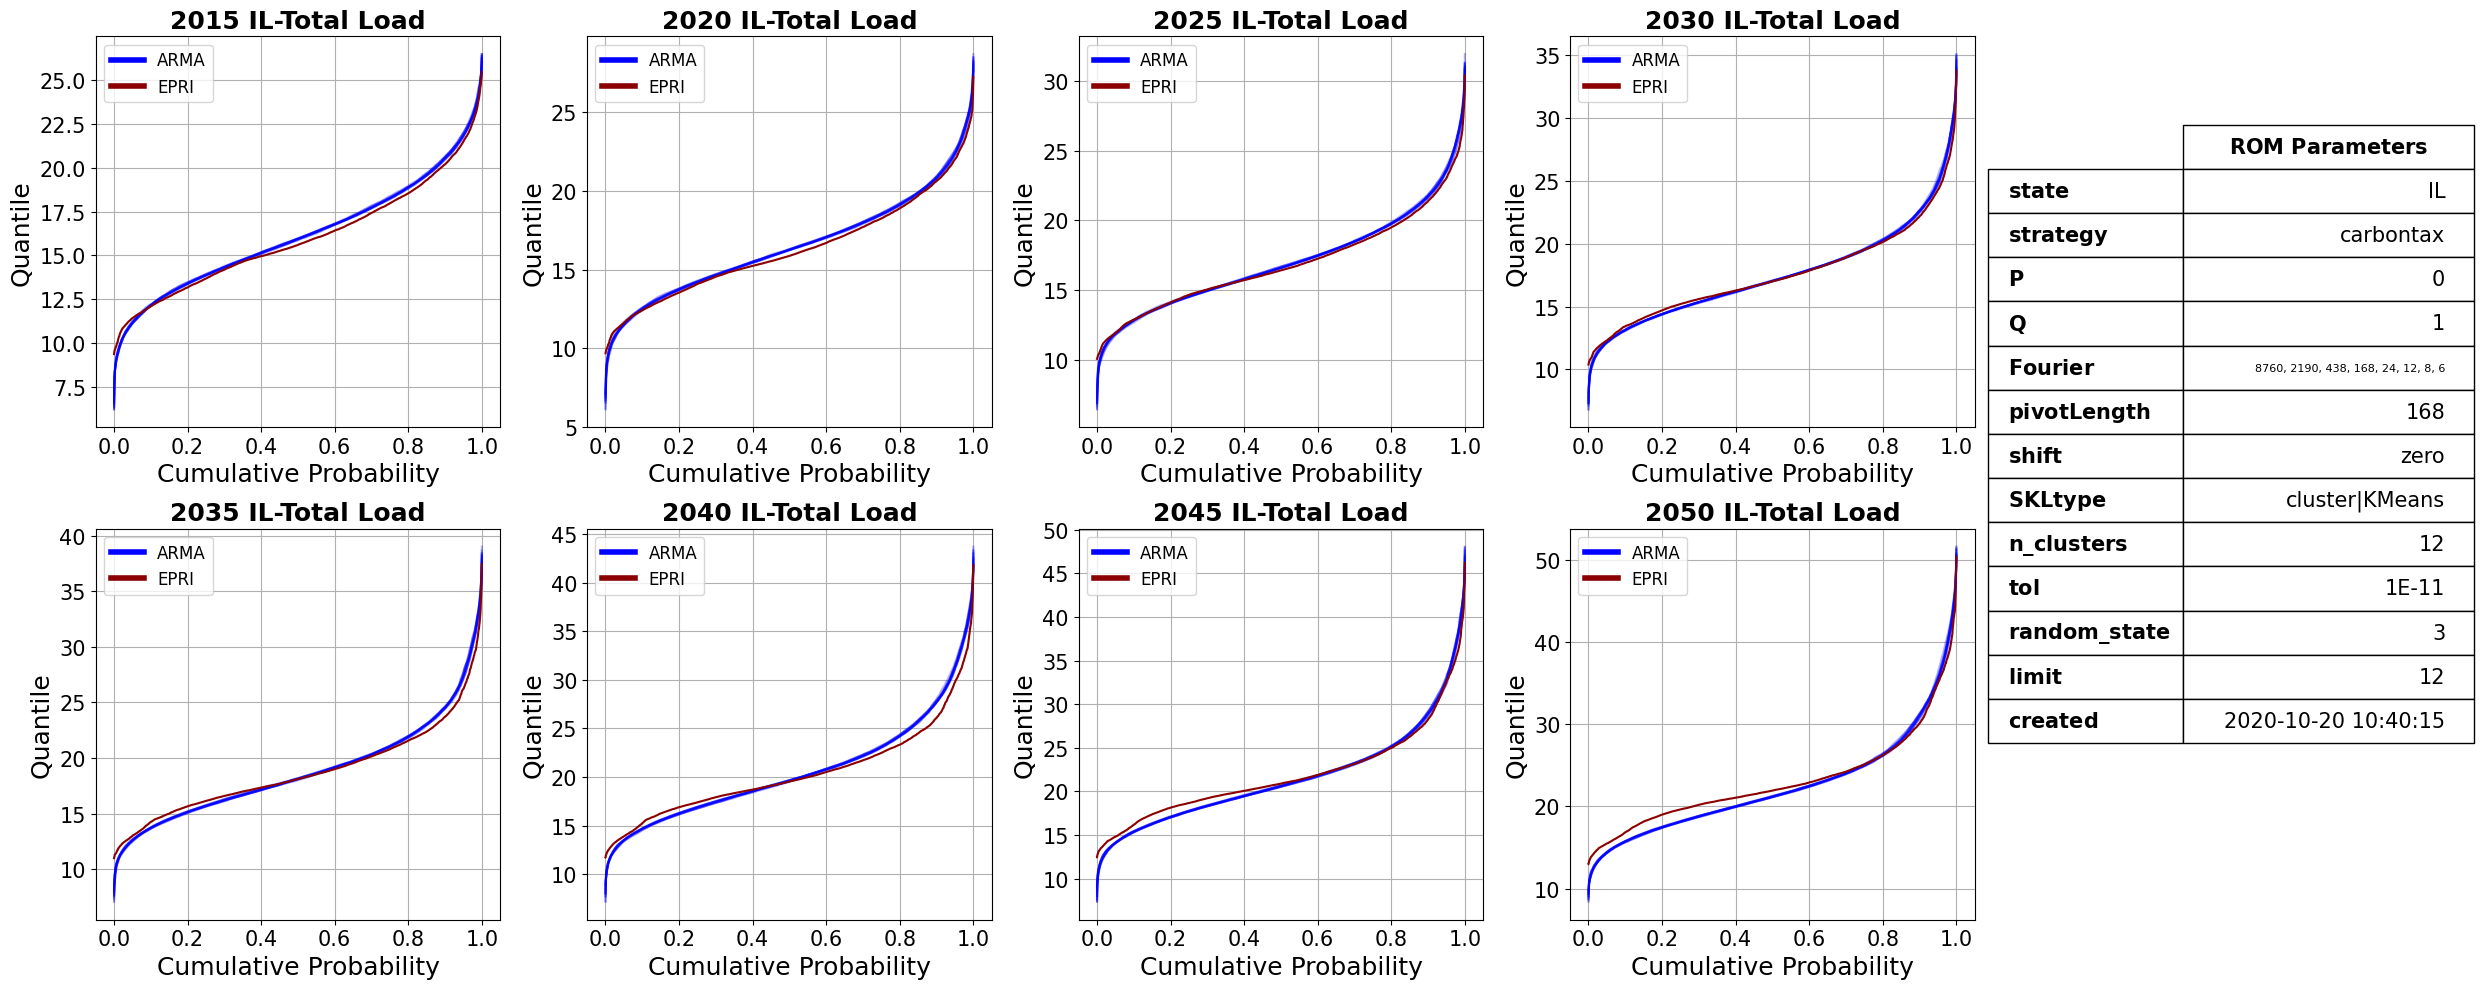 2015 IL-Total Load
ARMA
EPRI
Quantile
25.0
22.5
20.0
17.5
15.0
12.5
10.0
7.5
0.0 0.2 0.4 0.6 0.8 1.0
Cumulative Probability
2020 IL-Total Load
ARMA
EPRI
Quantile
25
20
15
10
5
0.0 0.2 0.4 0.6 0.8 1.0
Cumulative Probability
2025 IL-Total Load
ARMA
EPRI
Quantile
30
25
20
15
10
0.0 0.2 0.4 0.6 0.8 1.0
Cumulative Probability
2030 IL-Total Load
ARMA
EPRI
Quantile
35
30
25
20
15
10
0.0 0.2 0.4 0.6 0.8 1.0
Cumulative Probability
2035 IL-Total Load
ARMA
EPRI
Quantile
40
35
30
25
20
15
10
0.0 0.2 0.4 0.6 0.8 1.0
Cumulative Probability
2040 IL-Total Load
ARMA
EPRI
Quantile
45
40
35
30
25
20
15
10
0.0 0.2 0.4 0.6 0.8 1.0
Cumulative Probability
2045 IL-Total Load
ARMA
EPRI
Quantile
50
45
40
35
30
25
20
15
10
0.0 0.2 0.4 0.6 0.8 1.0
Cumulative Probability
2050 IL-Total Load
ARMA
EPRI
Quantile
50
40
30
20
10
0.0 0.2 0.4 0.6 0.8 1.0
Cumulative Probability
ROM Parameters
state IL
strategy carbontax
P 0
Q 1
Fourier 8760, 2190, 438, 168, 24, 12, 8, 6
pivotLength 168
shift zero
SKLtype cluster|KMeans
n_clusters 12
tol 1E-11
random_state 3
limit 12
created 2020-10-20 10:40:15